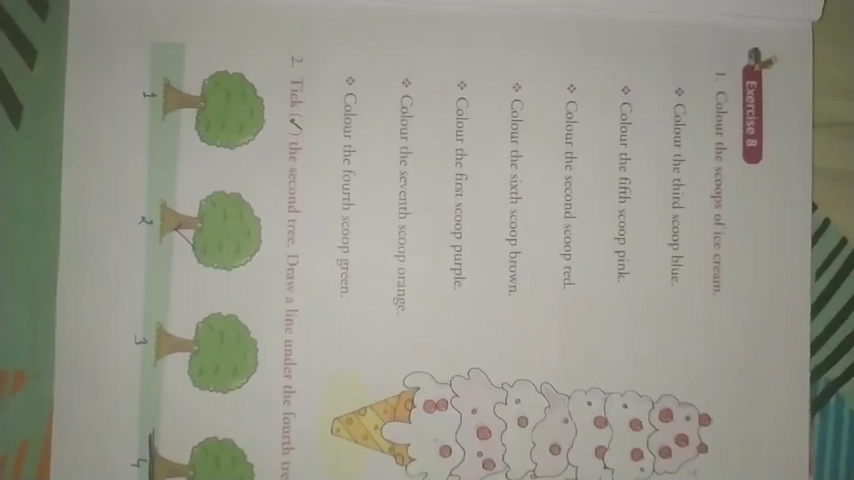 Exercise 8
1. Colour the scoops of ice cream.
❖ Colour the third scoop blue.
❖ Colour the fifth scoop pink.
❖ Colour the second scoop red.
❖ Colour the sixth scoop brown.
❖ Colour the first scoop purple.
❖ Colour the seventh scoop orange.
❖ Colour the fourth scoop green.
2. Tick (✓) the second tree. Draw a line under the fourth tre
1 2 3 4